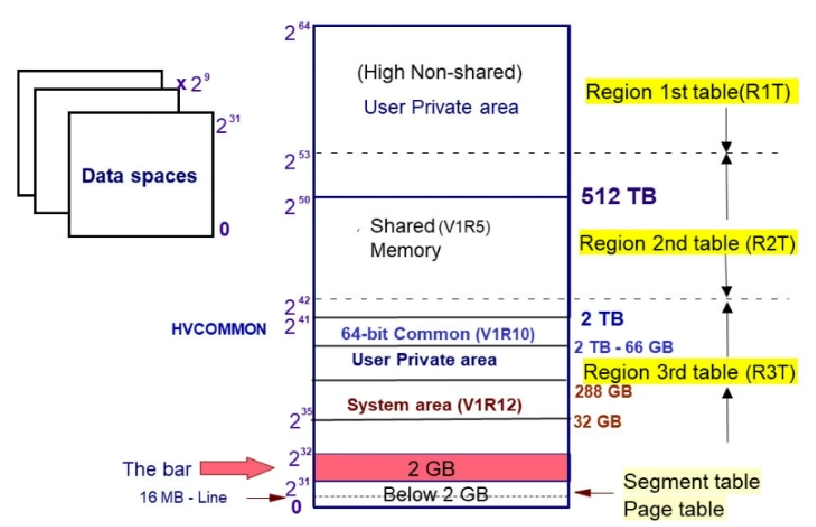 2^64
(High Non-shared)
User Private area
x 2^9
2^31
Data spaces
0
Region 1st table(R1T)
2^53
2^50
512 TB
Shared (V1R5)
Memory
Region 2nd table (R2T)
2^42
2^41
HVCOMMON
2 TB
64-bit Common (V1R10)
2 TB - 66 GB
User Private area
Region 3rd table (R3T)
288 GB
System area (V1R12)
2^35
32 GB
2^32
The bar
2 GB
2^31
16 MB - Line
Below 2 GB
0
Segment table
Page table